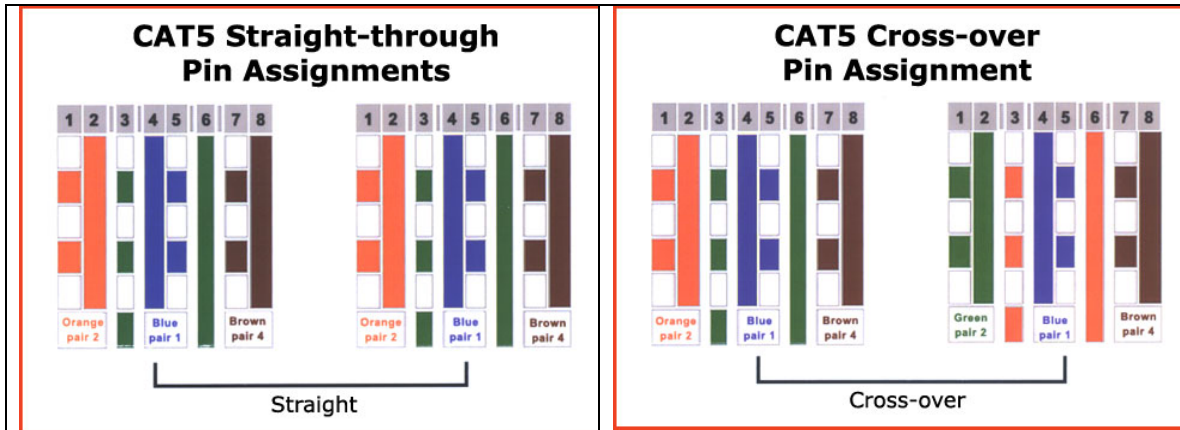 CAT5 Straight-through
Pin Assignments
1 2 3 4 5 6 7 8
1 2 3 4 5 6 7 8
Orange
pair 2
Blue
pair 1
Brown
pair 4
Orange
pair 2
Blue
pair 1
Brown
pair 4
Straight
CAT5 Cross-over
Pin Assignment
1 2 3 4 5 6 7 8
1 2 3 4 5 6 7 8
Orange
pair 2
Blue
pair 1
Brown
pair 4
Green
pair 2
Blue
pair 1
Brown
pair 4
Cross-over